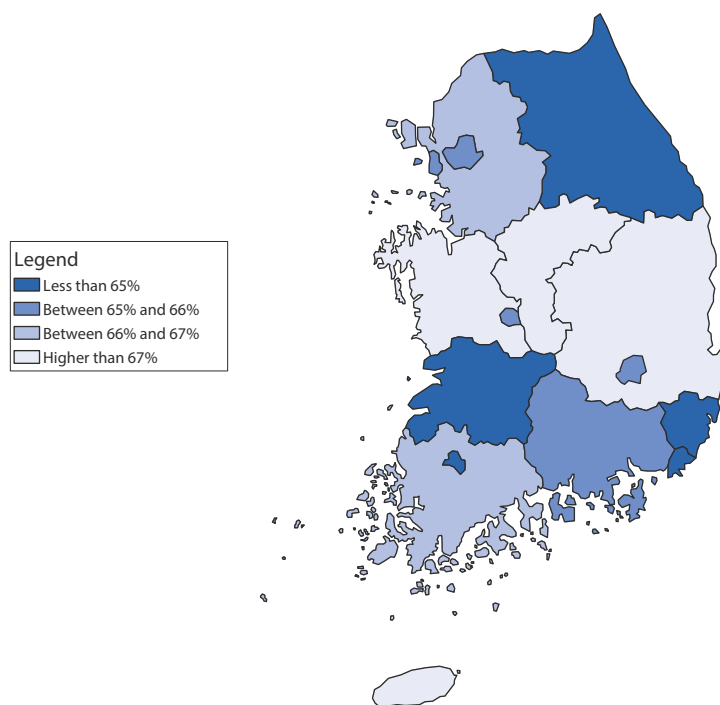 Legend
Less than 65%
Between 65% and 66%
Between 66% and 67%
Higher than 67%